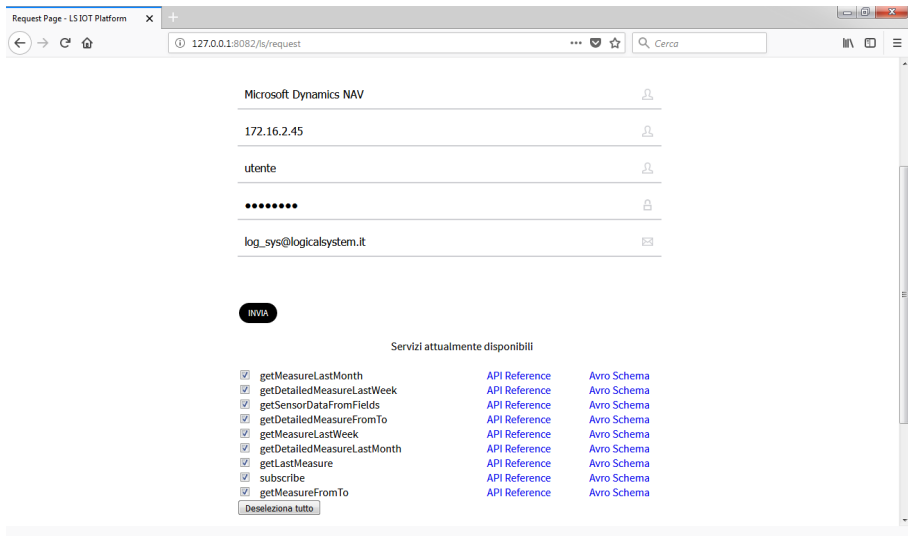 Request Page - LS IOT Platform
127.0.0.1:8082/ls/request
Cerca
Microsoft Dynamics NAV
172.16.2.45
utente
••••••••
log_sys@logicalsystem.it
INVIA
Servizi attualmente disponibili
getMeasureLastMonth API Reference Avro Schema
getDetailedMeasureLastWeek API Reference Avro Schema
getSensorDataFromFields API Reference Avro Schema
getDetailedMeasureFromTo API Reference Avro Schema
getMeasureLastWeek API Reference Avro Schema
getDetailedMeasureLastMonth API Reference Avro Schema
getLastMeasure API Reference Avro Schema
subscribe API Reference Avro Schema
getMeasureFromTo API Reference Avro Schema
Deseleziona tutto